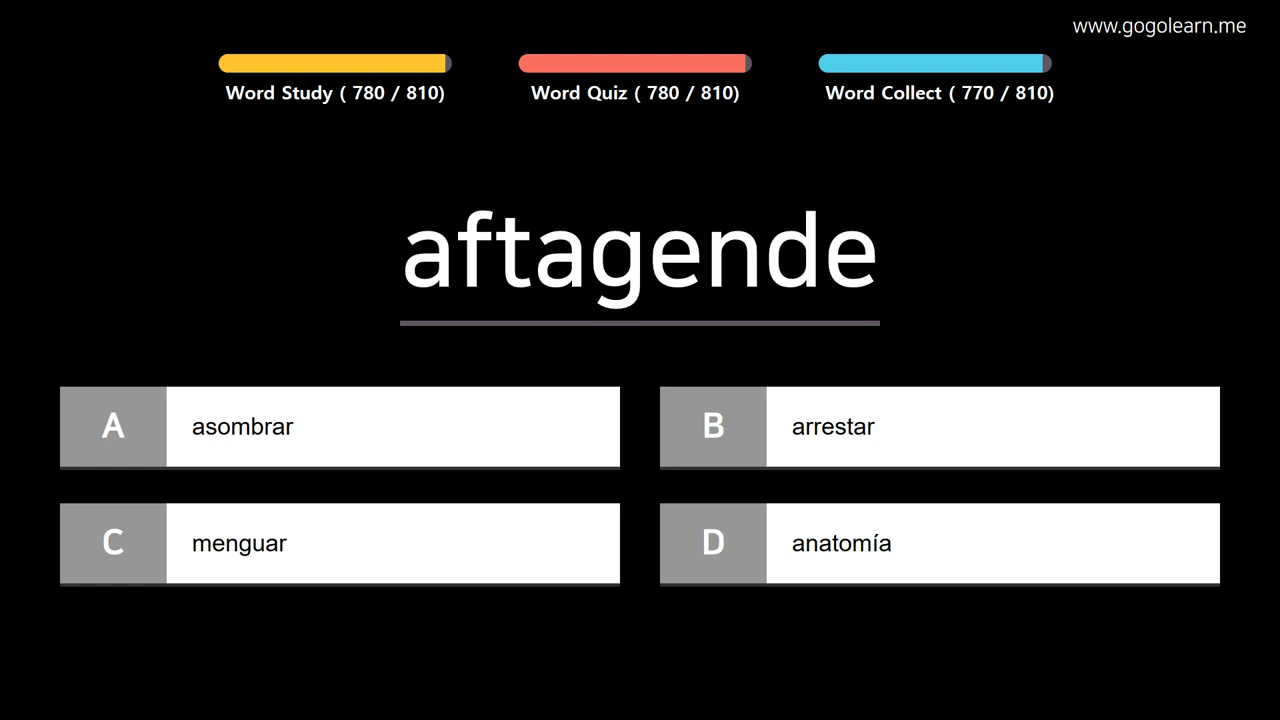 www.gogolearn.me
Word Study ( 780 / 810)
Word Quiz ( 780 / 810)
Word Collect ( 770 / 810)
aftagende
A
asombrar
B
arrestar
C
menguar
D
anatomía